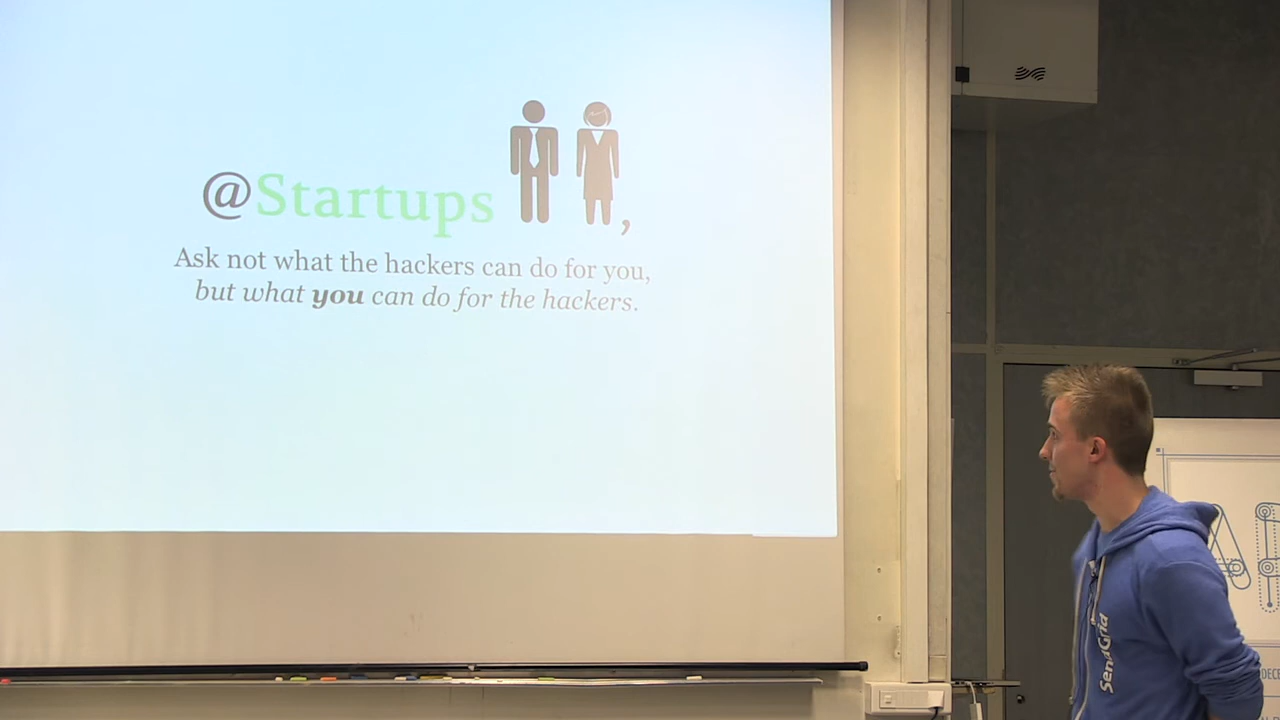 @Startups ,
Ask not what the hackers can do for you,
but what you can do for the hackers.
SendGrid